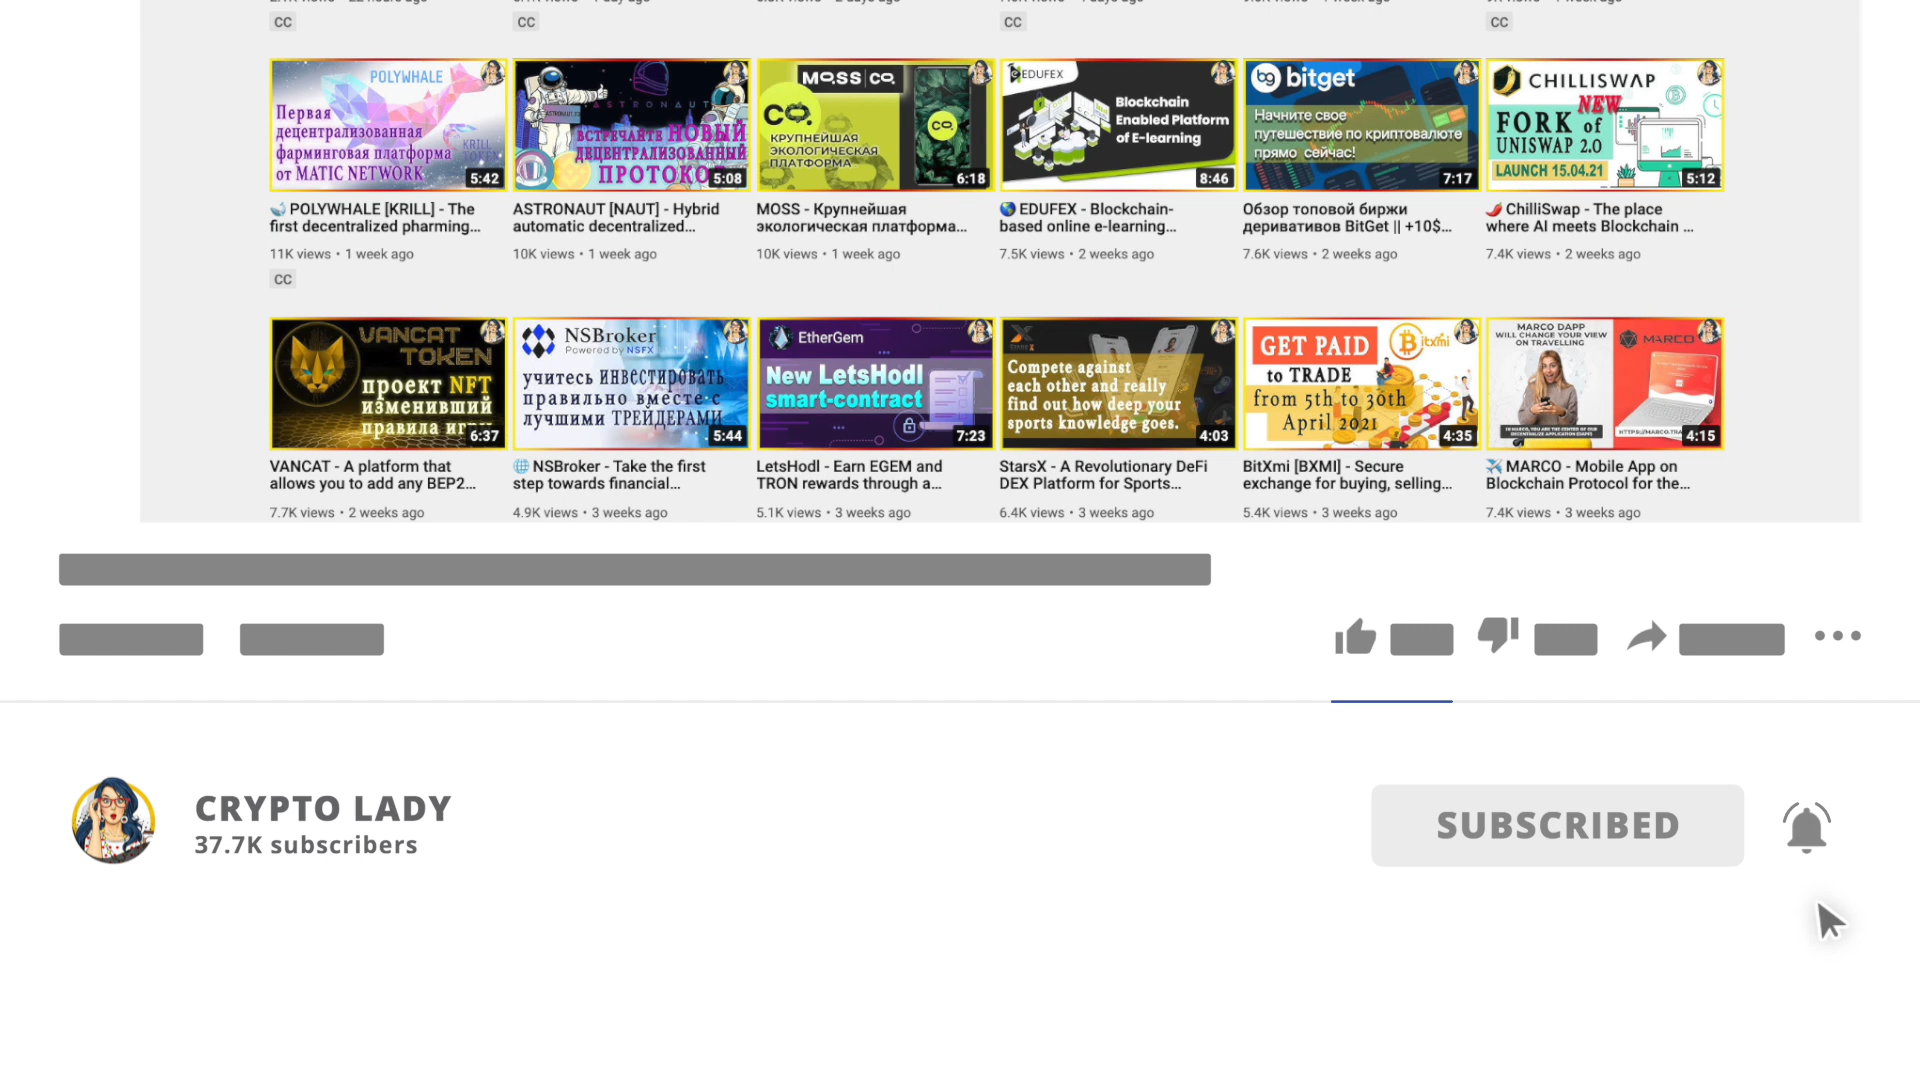 CC CC CC CC
POLYWHALE
Первая
децентрализованная
фарминговая платформа
от MATIC NETWORK
KRILL
5:42
ASTRONAUT
ВСТРЕЧАЙТЕ НОВЫЙ
ДЕЦЕНТРАЛИЗОВАННЫЙ
ПРОТОКО
5:08
MOSS CO.
CO.
КРУПНЕЙШАЯ
ЭКОЛОГИЧЕСКАЯ
ПЛАТФОРМА
CO.
6:18
EDUFEX
Blockchain
Enabled Platform
of E-learning
8:46
bitget
Начните свое
путешествие по криптовалюте
прямо сейчас!
7:17
CHILLISWAP
NEW
FORK of
UNISWAP 2.0
LAUNCH 15.04.21
5:12
POLYWHALE [KRILL] - The
first decentralized pharming...
11K views • 1 week ago
CC
ASTRONAUT [NAUT] - Hybrid
automatic decentralized...
10K views • 1 week ago
MOSS - Крупнейшая
экологическая платформа...
10K views • 1 week ago
EDUFEX - Blockchain-
based online e-learning...
7.5K views • 2 weeks ago
Обзор топовой биржи
деривативов BitGet || +10$...
7.6K views • 2 weeks ago
ChilliSwap - The place
where AI meets Blockchain ...
7.4K views • 2 weeks ago
VANCAT
TOKEN
проект NFT
изменивший
правила иг
6:37
NSBroker
Powered by NSFX
учитесь ИНВЕСТИРОВАТЬ
правильно вместе с
лучшими ТРЕЙДЕРАМИ
5:44
EtherGem
New LetsHodl
smart-contract
7:23
Compete against
each other and really
find out how deep your
sports knowledge goes.
4:03
GET PAID
to TRADE
from 5th to 30th
April 2021
Bitxmi
4:35
MARCO DAPP
WILL CHANGE YOUR VIEW
ON TRAVELLING
MARCO
4:15
VANCAT - A platform that
allows you to add any BEP2...
7.7K views • 2 weeks ago
NSBroker - Take the first
step towards financial...
4.9K views • 3 weeks ago
LetsHodl - Earn EGEM and
TRON rewards through a...
5.1K views • 3 weeks ago
StarsX - A Revolutionary DeFi
DEX Platform for Sports...
6.4K views • 3 weeks ago
BitXmi [BXMI] - Secure
exchange for buying, selling...
5.4K views • 3 weeks ago
MARCO - Mobile App on
Blockchain Protocol for the...
7.4K views • 3 weeks ago
CRYPTO LADY
37.7K subscribers
SUBSCRIBED